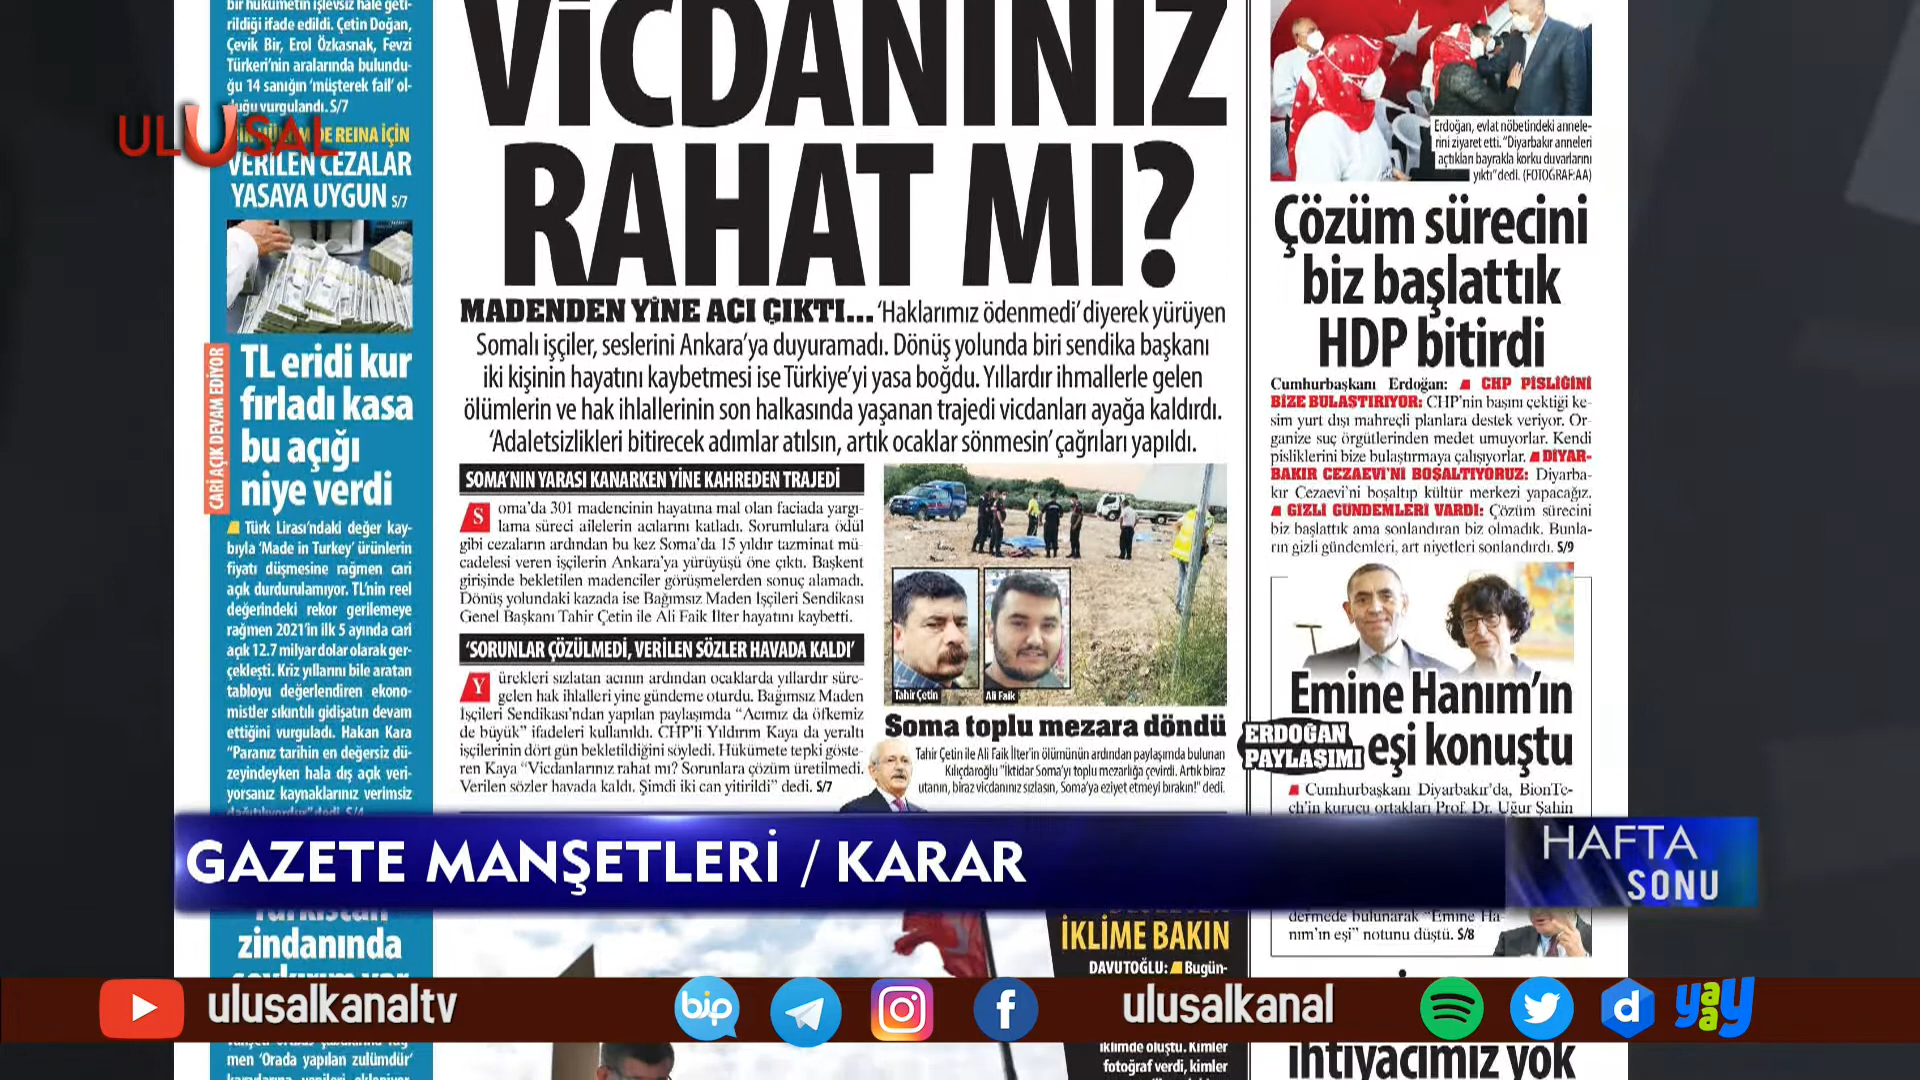 bir hükümetin işlevsiz hale geti-
rildiği ifade edildi. Çetin Doğan,
Çevik Bir, Erol Özkasnak, Fevzi
Türkeri'nin aralarında bulundu-
ğu 14 sanığın 'müşterek fail' ol-
duğu vurgulandı. S/7
ULUSAL
DE REINA İÇİN
VERİLEN CEZALAR
YASAYA UYGUN S/7
CARİ AÇIK DEVAM EDİYOR
TL eridi kur
fırladı kasa
bu açığı
niye verdi
Türk Lirası'ndaki değer kay-
bıyla 'Made in Turkey' ürünlerin
fiyatı düşmesine rağmen cari
açık durdurulamıyor. TL'nin reel
değerindeki rekor gerilemeye
rağmen 2021'in ilk 5 ayında cari
açık 12.7 milyar dolar olarak ger-
çekleşti. Kriz yıllarını bile aratan
tabloyu değerlendiren ekono-
mistler sıkıntılı gidişatın devam
ettiğini vurguladı. Hakan Kara
"Paranız tarihin en değersiz dü-
zeyindeyken hala dış açık veri-
yorsanız kaynaklarınız verimsiz
dağıtılıyordur" dedi. S/4
VİCDANINIZ
RAHAT MI?
MADENDEN YİNE ACI ÇIKTI... 'Haklarımız ödenmedi' diyerek yürüyen
Somalı işçiler, seslerini Ankara'ya duyuramadı. Dönüş yolunda biri sendika başkanı
iki kişinin hayatını kaybetmesi ise Türkiye'yi yasa boğdu. Yıllardır ihmallerle gelen
ölümlerin ve hak ihlallerinin son halkasında yaşanan trajedi vicdanları ayağa kaldırdı.
'Adaletsizlikleri bitirecek adımlar atılsın, artık ocaklar sönmesin' çağrıları yapıldı.
SOMA'NIN YARASI KANARKEN YİNE KAHREDEN TRAJEDİ
Soma'da 301 madencinin hayatına mal olan faciada yargı-
lama süreci ailelerin acılarını katladı. Sorumlulara ödül
gibi cezaların ardından bu kez Soma'da 15 yıldır tazminat mü-
cadelesi veren işçilerin Ankara'ya yürüyüşü öne çıktı. Başkent
girişinde bekletilen madenciler görüşmelerden sonuç alamadı.
Dönüş yolundaki kazada ise Bağımsız Maden İşçileri Sendikası
Genel Başkanı Tahir Çetin ile Ali Faik İlter hayatını kaybetti.
'SORUNLAR ÇÖZÜLMEDİ, VERİLEN SÖZLER HAVADA KALDI'
Yürekleri sızlatan acının ardından ocaklarda yıllardır süre-
gelen hak ihlalleri yine gündeme oturdu. Bağımsız Maden
İşçileri Sendikası'ndan yapılan paylaşımda "Acımız da öfkemiz
de büyük" ifadeleri kullanıldı. CHP'li Yıldırım Kaya da yeraltı
işçilerinin dört gün bekletildiğini söyledi. Hükümete tepki göste-
ren Kaya "Vicdanlarınız rahat mı? Sorunlara çözüm üretilmedi.
Verilen sözler havada kaldı. Şimdi iki can yitirildi" dedi. S/7
Tahir Çetin
Ali Faik
Soma toplu mezara döndü
Tahir Çetin ile Ali Faik İlter'in ölümünün ardından paylaşımda bulunan
Kılıçdaroğlu "İktidar Soma'yı toplu mezarlığa çevirdi. Artık biraz
utanın, biraz vicdanınız sızlasın, Soma'ya eziyet etmeyi bırakın!" dedi.
Erdoğan, evlat nöbetindeki annele-
rini ziyaret etti. "Diyarbakır anneleri
açtıkları bayrakla korku duvarlarını
yıktı" dedi. (FOTOĞRAF:AA)
Çözüm sürecini
biz başlattık
HDP bitirdi
Cumhurbaşkanı Erdoğan: CHP PİSLİĞİNİ
BİZE BULAŞTIRIYOR: CHP'nin başını çektiği ke-
sim yurt dışı mahreçli planlara destek veriyor. Or-
ganize suç örgütlerinden medet umuyorlar. Kendi
pisliklerini bize bulaştırmaya çalışıyorlar. DİYAR-
BAKIR CEZAEVİ'Nİ BOŞALTIYORUZ: Diyarba-
kır Cezaevi'ni boşaltıp kültür merkezi yapacağız.
GİZLİ GÜNDEMLERİ VARDI: Çözüm sürecini
biz başlattık ama sonlandıran biz olmadık. Bunla-
rın gizli gündemleri, art niyetleri sonlandırdı. S/9
Emine Hanım'ın
ERDOĞAN
PAYLAŞIMI
eşi konuştu
Cumhurbaşkanı Diyarbakır'da, BionTe-
ch'in kurucu ortakları Prof. Dr. Uğur Şahin
GAZETE MANŞETLERİ / KARAR
HAFTA
SONU
dermede bulunarak "Emine Ha-
nım'ın eşi" notunu düştü. S/8
Türkistan
zindanında
İKLİME BAKIN
DAVUTOĞLU: Bugün-
ulusalkanaltv
bip
ulusalkanal
d
yaay
men 'Orada yapılan zulümdür'
iklimde oluştu. Kimler
fotoğraf verdi, kimler
ihtiyacımız yok